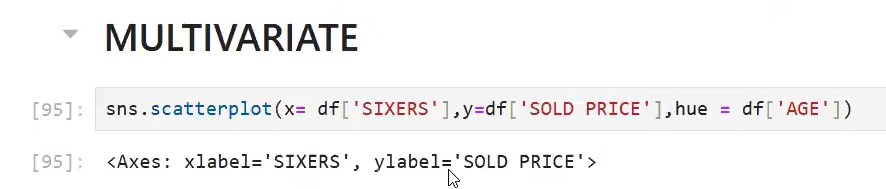 MULTIVARIATE
[95]: sns.scatterplot(x= df['SIXERS'],y=df['SOLD PRICE'],hue = df['AGE'])
[95]: <Axes: xlabel='SIXERS', ylabel='SOLD PRICE'>